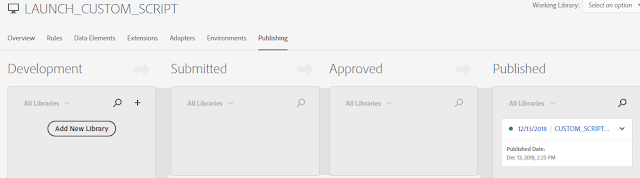 LAUNCH_CUSTOM_SCRIPT
Working Library: Select an option
Overview Rules Data Elements Extensions Adapters Environments Publishing
Development Submitted Approved Published
All Libraries All Libraries All Libraries All Libraries
Add New Library
12/13/2018 | CUSTOM_SCRIPT...
Published Date:
Dec 13, 2018, 2:25 PM